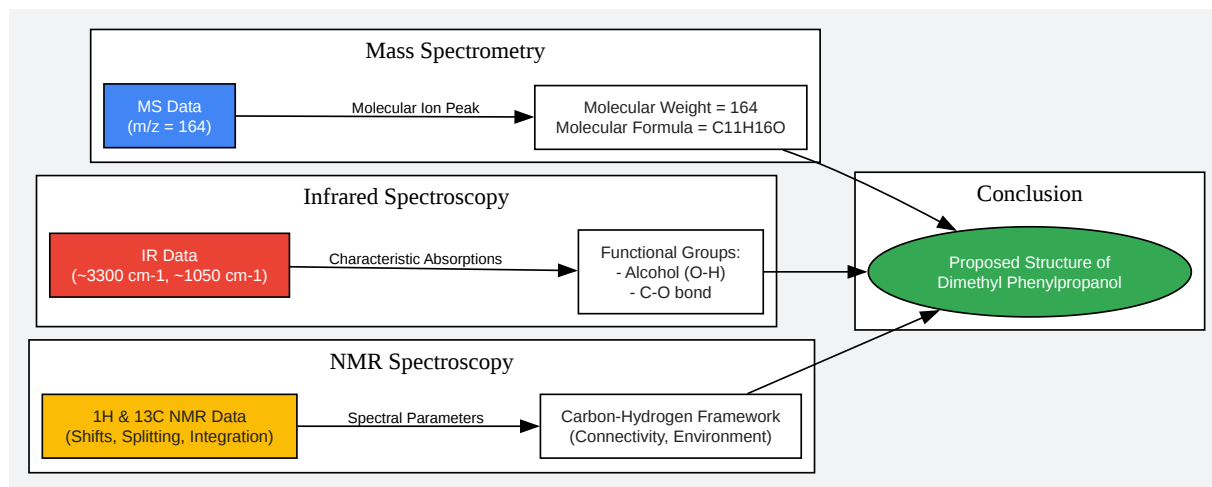 Mass Spectrometry
MS Data
(m/z = 164)
Molecular Ion Peak
Molecular Weight = 164
Molecular Formula = C11H16O
Infrared Spectroscopy
IR Data
(~3300 cm-1, ~1050 cm-1)
Characteristic Absorptions
Functional Groups:
- Alcohol (O-H)
- C-O bond
NMR Spectroscopy
1H & 13C NMR Data
(Shifts, Splitting, Integration)
Spectral Parameters
Carbon-Hydrogen Framework
(Connectivity, Environment)
Conclusion
Proposed Structure of
Dimethyl Phenylpropanol